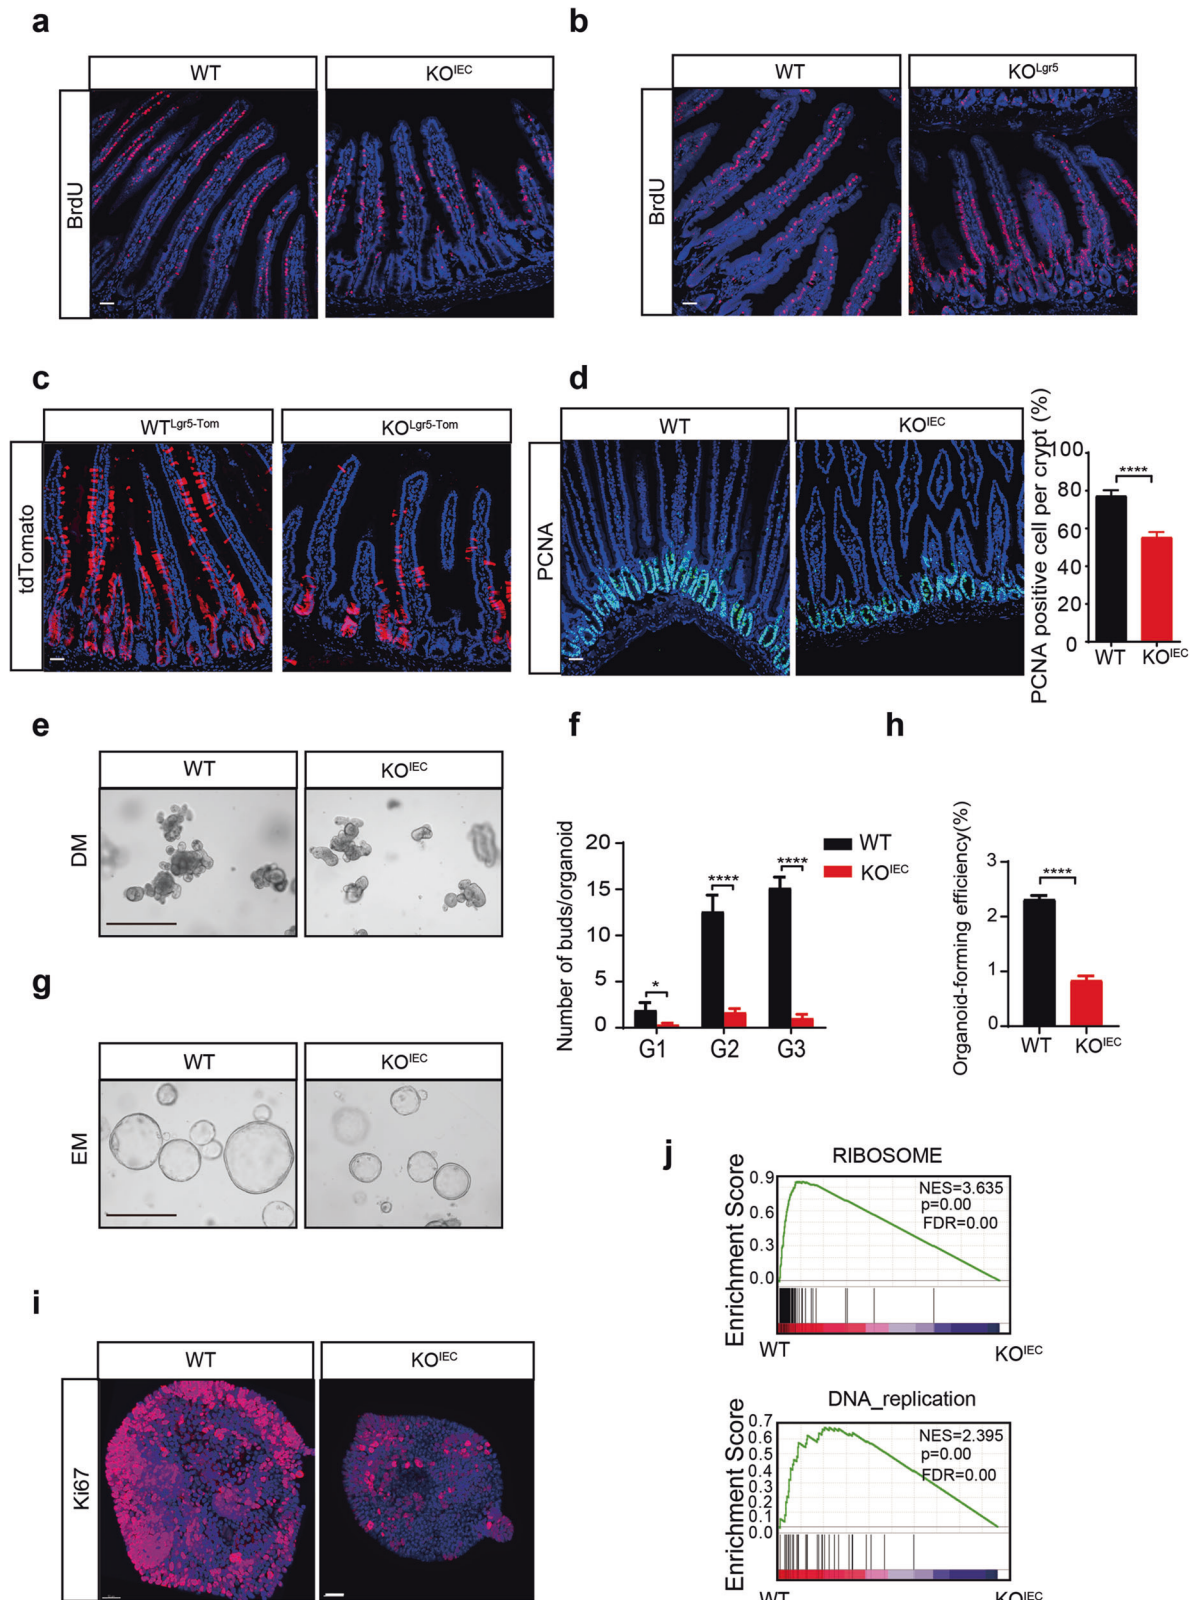 a
WT
KO^IEC
BrdU
b
WT
KO^Lgr5
BrdU
c
WT^Lgr5-Tom
KO^Lgr5-Tom
tdTomato
d
WT
KO^IEC
PCNA
PCNA positive cell per crypt (%)
100
80
60
40
20
0
****
WT
KO^IEC
e
WT
KO^IEC
DM
f
Number of buds/organoid
20
15
10
5
0
*
****
****
WT
KO^IEC
G1
G2
G3
h
Organoid-forming efficiency(%)
3
2
1
0
****
WT
KO^IEC
g
WT
KO^IEC
EM
i
WT
KO^IEC
Ki67
j
RIBOSOME
Enrichment Score
0.9
0.6
0.3
0.0
NES=3.635
p=0.00
FDR=0.00
WT
KO^IEC
DNA_replication
Enrichment Score
0.7
0.6
0.5
0.4
0.3
0.2
0.1
0.0
NES=2.395
p=0.00
FDR=0.00
WT
KO^IEC